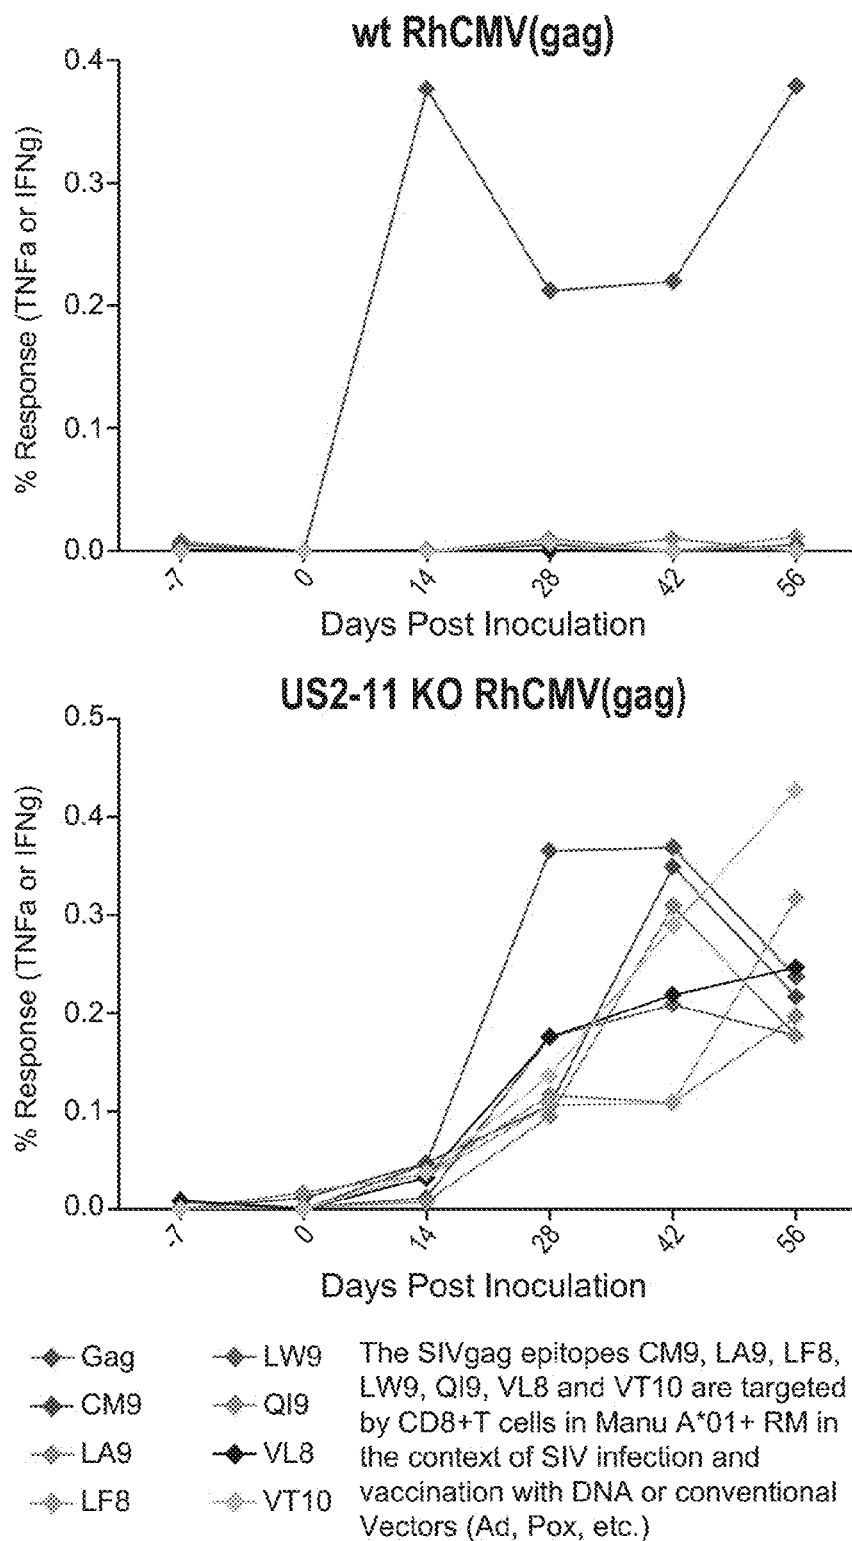 wt RhCMV(gag)
% Response (TNFa or IFNg)
0.4
0.3
0.2
0.1
0.0
-7
0
14
28
42
56
Days Post Inoculation
US2-11 KO RhCMV(gag)
% Response (TNFa or IFNg)
0.5
0.4
0.3
0.2
0.1
0.0
-7
0
14
28
42
56
Days Post Inoculation
Gag
CM9
LA9
LF8
LW9
QI9
VL8
VT10
The SIVgag epitopes CM9, LA9, LF8,
LW9, QI9, VL8 and VT10 are targeted
by CD8+T cells in Manu A*01+ RM in
the context of SIV infection and
vaccination with DNA or conventional
Vectors (Ad, Pox, etc.)